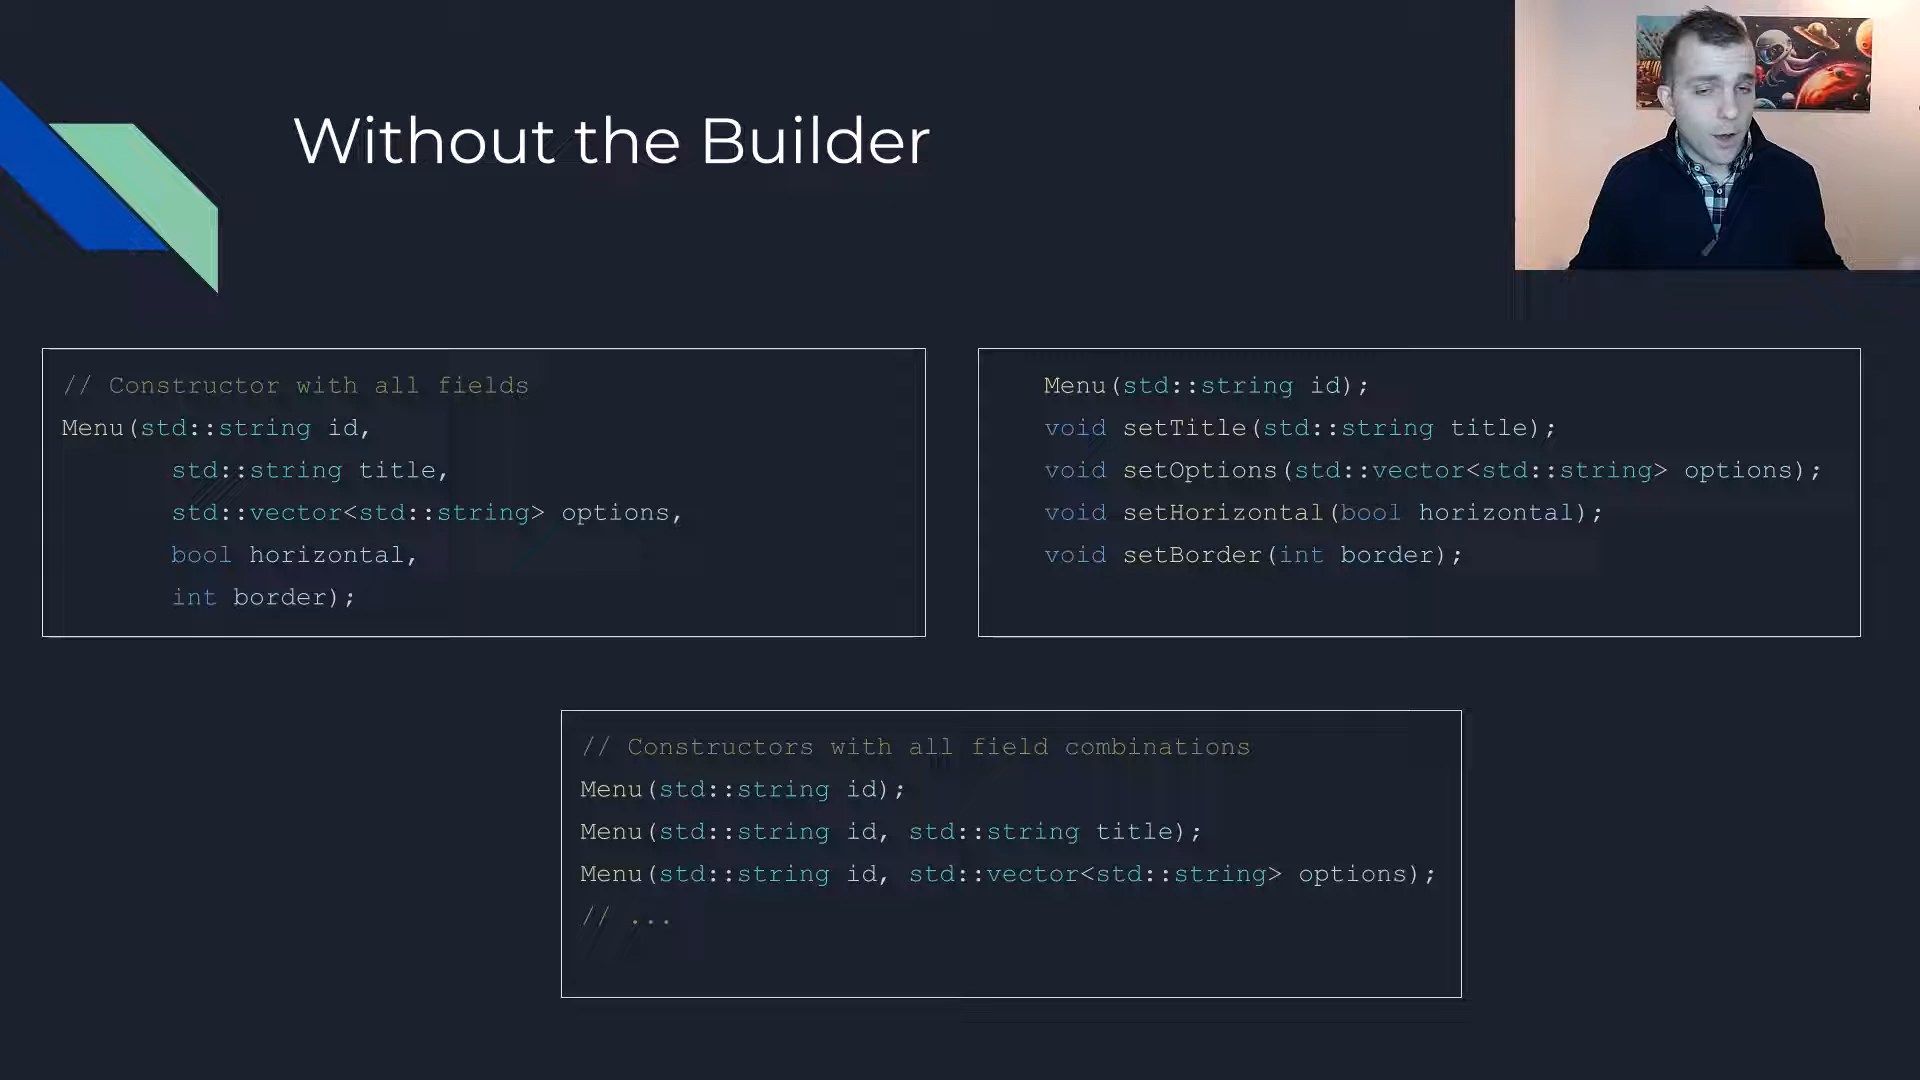 Without the Builder
// Constructor with all fields
Menu(std::string id,
std::string title,
std::vector<std::string> options,
bool horizontal,
int border);
Menu(std::string id);
void setTitle(std::string title);
void setOptions(std::vector<std::string> options);
void setHorizontal(bool horizontal);
void setBorder(int border);
// Constructors with all field combinations
Menu(std::string id);
Menu(std::string id, std::string title);
Menu(std::string id, std::vector<std::string> options);
// ...